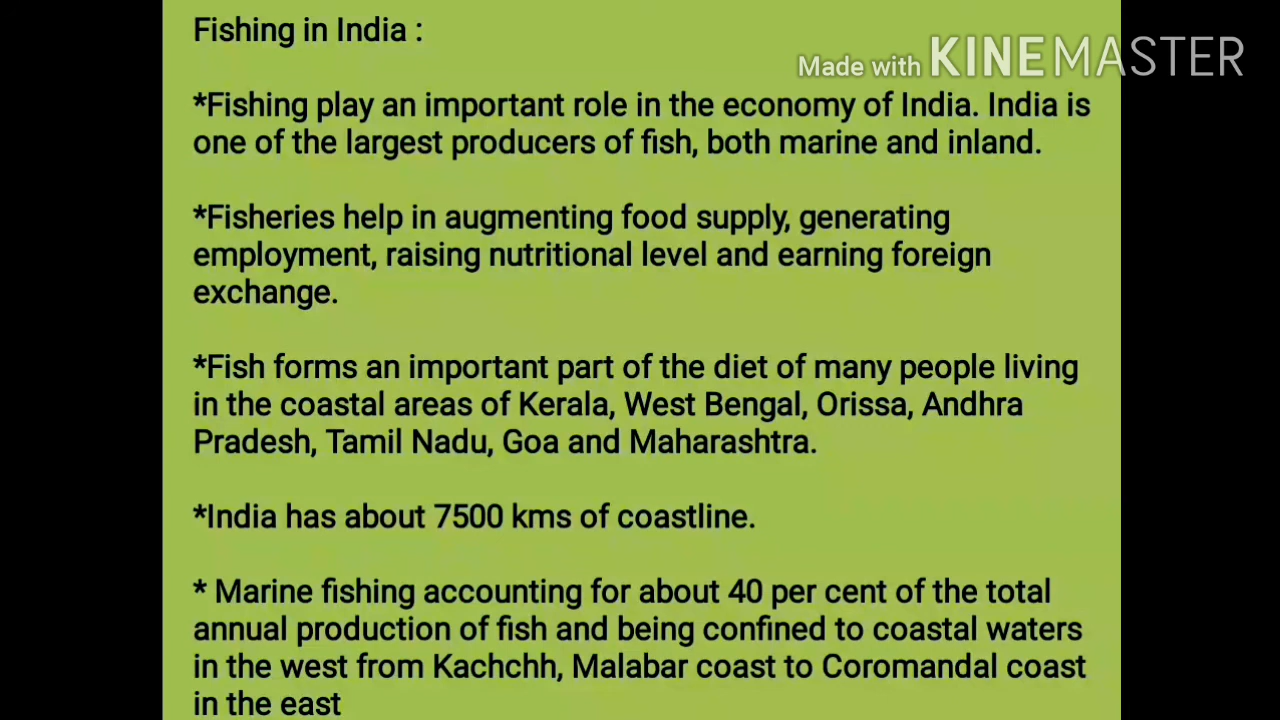 Fishing in India :
Made with KINEMASTER
*Fishing play an important role in the economy of India. India is
one of the largest producers of fish, both marine and inland.
*Fisheries help in augmenting food supply, generating
employment, raising nutritional level and earning foreign
exchange.
*Fish forms an important part of the diet of many people living
in the coastal areas of Kerala, West Bengal, Orissa, Andhra
Pradesh, Tamil Nadu, Goa and Maharashtra.
*India has about 7500 kms of coastline.
* Marine fishing accounting for about 40 per cent of the total
annual production of fish and being confined to coastal waters
in the west from Kachchh, Malabar coast to Coromandal coast
in the east